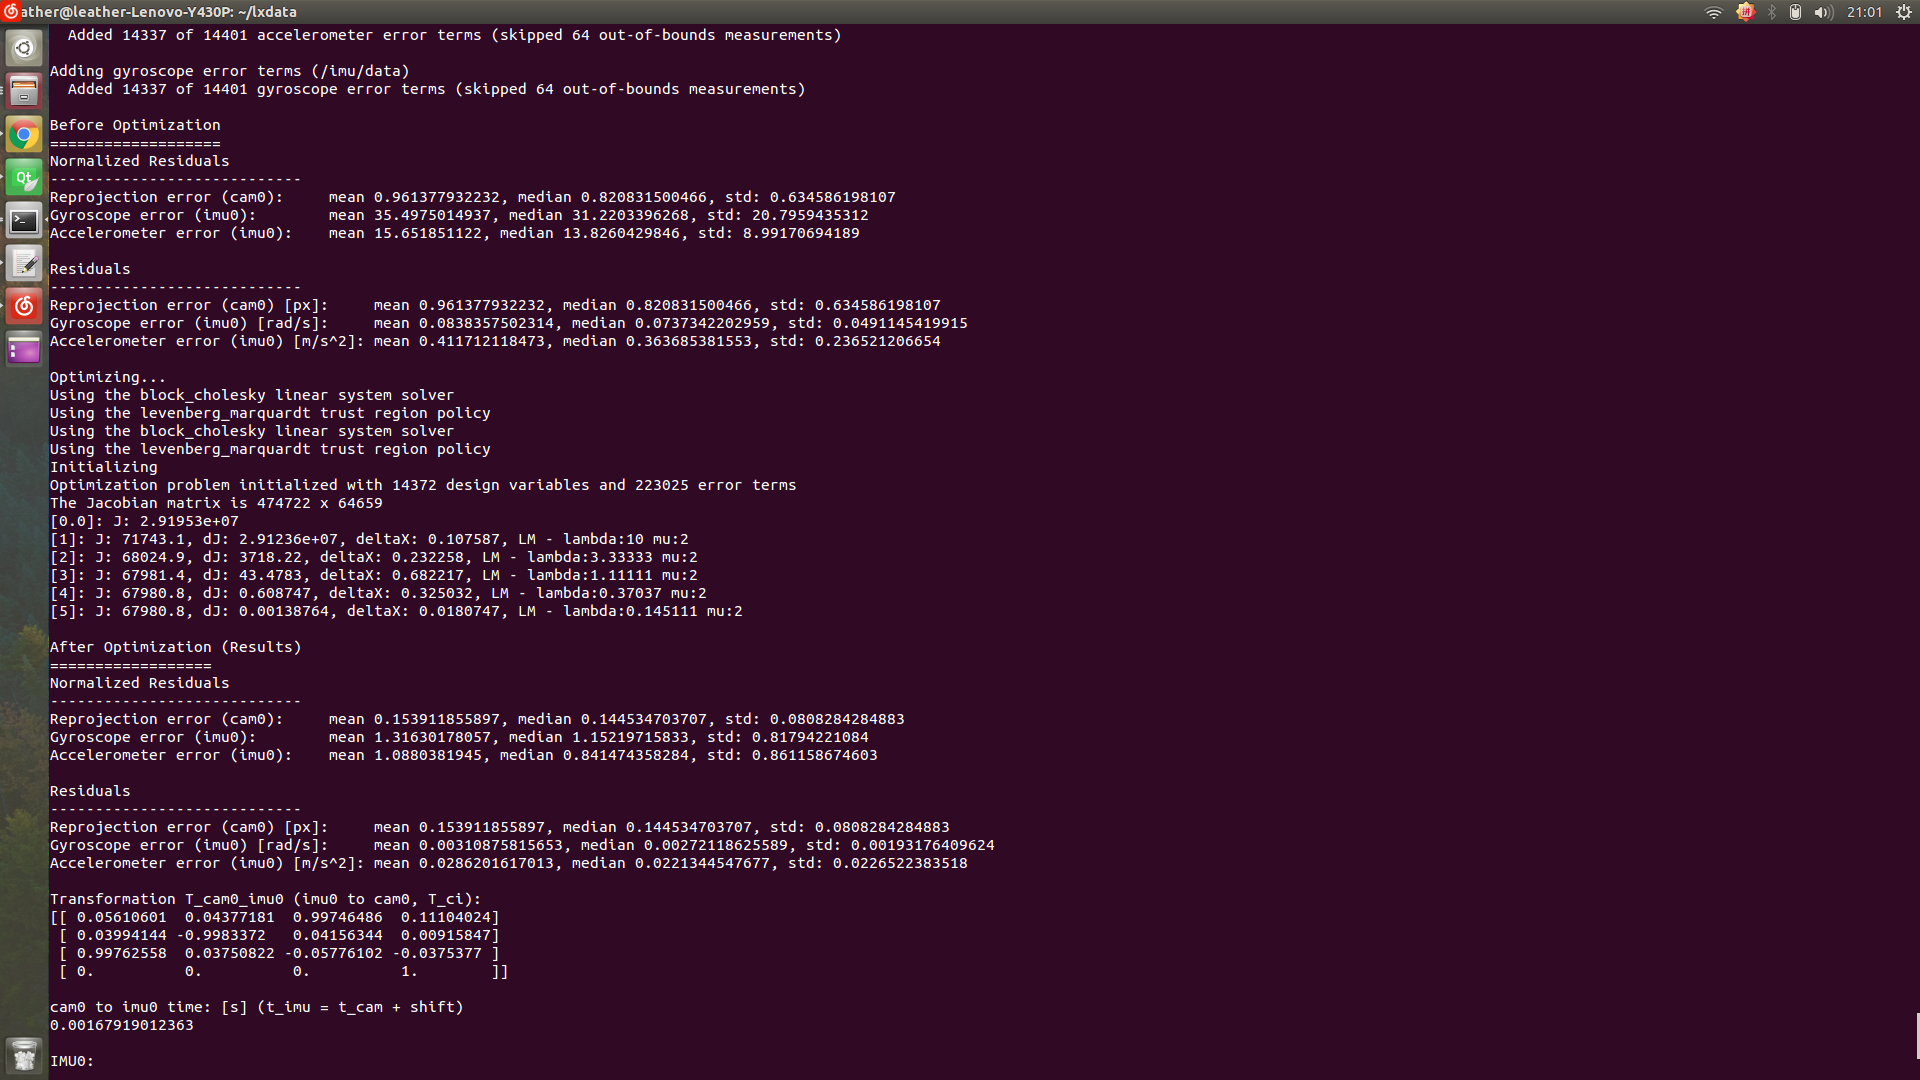 ather@leather-Lenovo-Y430P: ~/lxdata
21:01
Added 14337 of 14401 accelerometer error terms (skipped 64 out-of-bounds measurements)
Adding gyroscope error terms (/imu/data)
Added 14337 of 14401 gyroscope error terms (skipped 64 out-of-bounds measurements)
Before Optimization
===================
Normalized Residuals
----------------------------
Reprojection error (cam0):     mean 0.961377932232, median 0.820831500466, std: 0.634586198107
Gyroscope error (imu0):        mean 35.4975014937, median 31.2203396268, std: 20.7959435312
Accelerometer error (imu0):    mean 15.651851122, median 13.8260429846, std: 8.99170694189
Residuals
----------------------------
Reprojection error (cam0) [px]:     mean 0.961377932232, median 0.820831500466, std: 0.634586198107
Gyroscope error (imu0) [rad/s]:     mean 0.0838357502314, median 0.0737342202959, std: 0.0491145419915
Accelerometer error (imu0) [m/s^2]: mean 0.411712118473, median 0.363685381553, std: 0.236521206654
Optimizing...
Using the block_cholesky linear system solver
Using the levenberg_marquardt trust region policy
Using the block_cholesky linear system solver
Using the levenberg_marquardt trust region policy
Initializing
Optimization problem initialized with 14372 design variables and 223025 error terms
The Jacobian matrix is 474722 x 64659
[0.0]: J: 2.91953e+07
[1]: J: 71743.1, dJ: 2.91236e+07, deltaX: 0.107587, LM - lambda:10 mu:2
[2]: J: 68024.9, dJ: 3718.22, deltaX: 0.232258, LM - lambda:3.33333 mu:2
[3]: J: 67981.4, dJ: 43.4783, deltaX: 0.682217, LM - lambda:1.11111 mu:2
[4]: J: 67980.8, dJ: 0.608747, deltaX: 0.325032, LM - lambda:0.37037 mu:2
[5]: J: 67980.8, dJ: 0.00138764, deltaX: 0.0180747, LM - lambda:0.145111 mu:2
After Optimization (Results)
==================
Normalized Residuals
----------------------------
Reprojection error (cam0):     mean 0.153911855897, median 0.144534703707, std: 0.0808284284883
Gyroscope error (imu0):        mean 1.31630178057, median 1.15219715833, std: 0.81794221084
Accelerometer error (imu0):    mean 1.0880381945, median 0.841474358284, std: 0.861158674603
Residuals
----------------------------
Reprojection error (cam0) [px]:     mean 0.153911855897, median 0.144534703707, std: 0.0808284284883
Gyroscope error (imu0) [rad/s]:     mean 0.00310875815653, median 0.00272118625589, std: 0.00193176409624
Accelerometer error (imu0) [m/s^2]: mean 0.0286201617013, median 0.0221344547677, std: 0.0226522383518
Transformation T_cam0_imu0 (imu0 to cam0, T_ci):
[[ 0.05610601  0.04377181  0.99746486  0.11104024]
[ 0.03994144 -0.9983372   0.04156344  0.00915847]
[ 0.99762558  0.03750822 -0.05776102 -0.0375377 ]
[ 0.          0.          0.          1.        ]]
cam0 to imu0 time: [s] (t_imu = t_cam + shift)
0.00167919012363
IMU0: